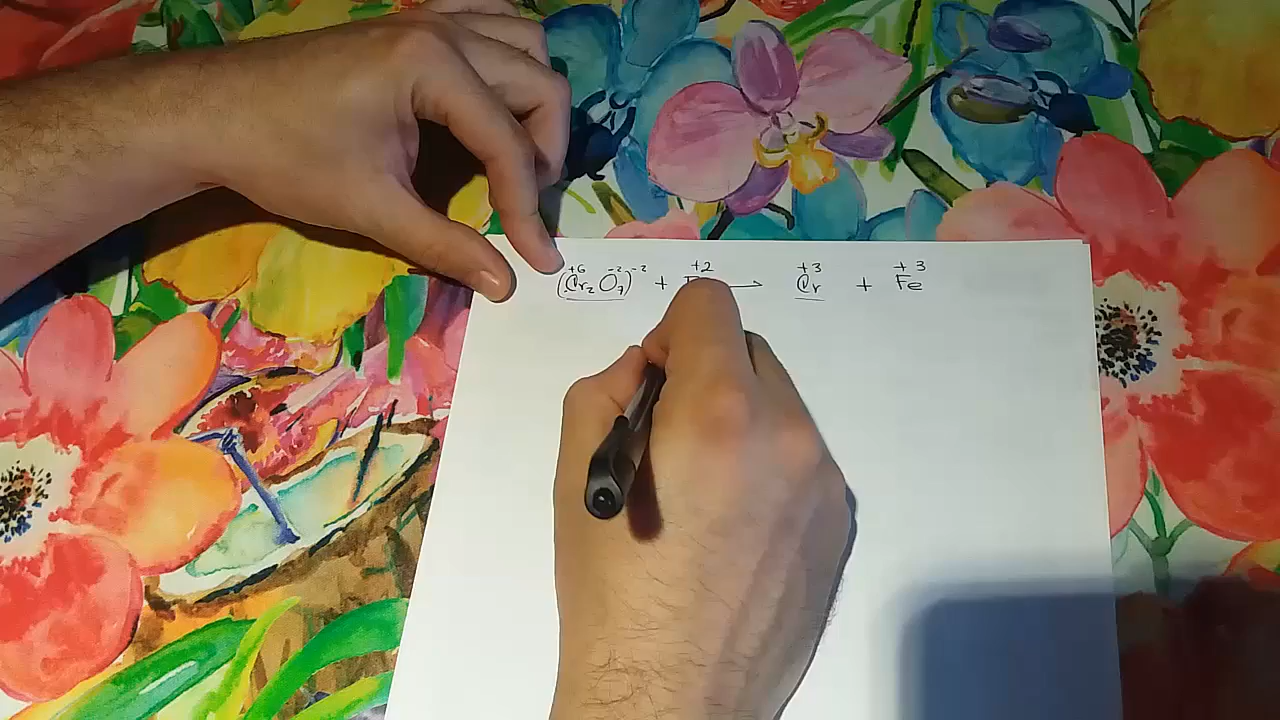 +6 -2 +2 +3 +3
(Cr₂O₇)⁻² + → Cr + Fe